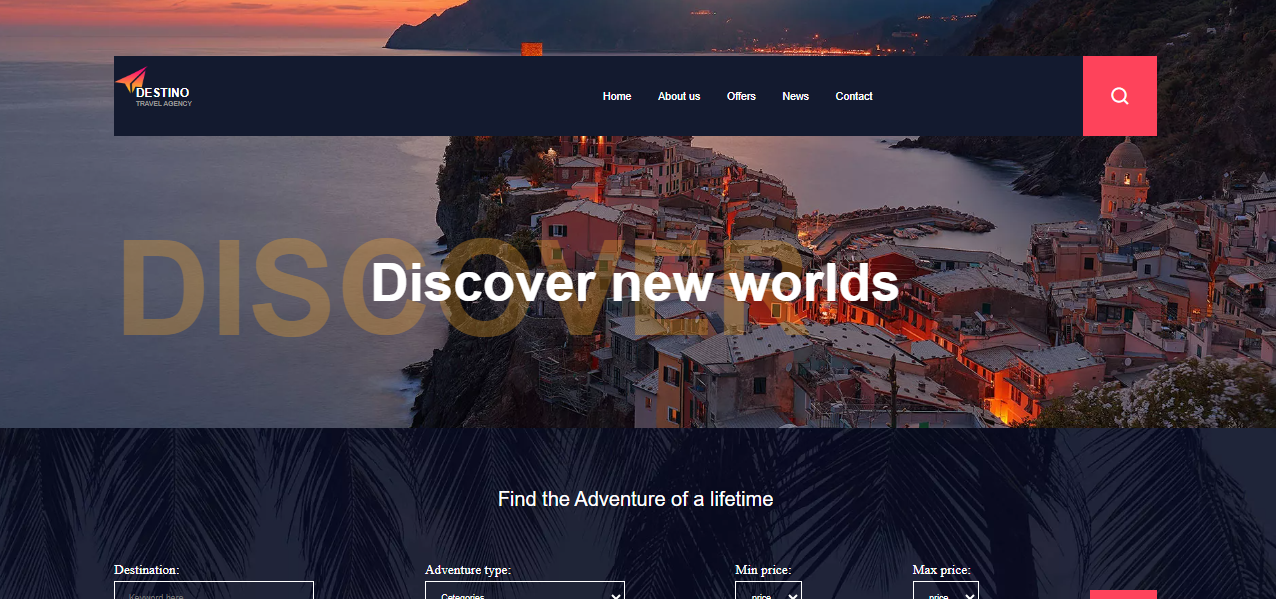 DESTINO
TRAVEL AGENCY
Home About us Offers News Contact
DISCOVER
Discover new worlds
Find the Adventure of a lifetime
Destination: Adventure type: Min price: Max price:
Keyword here Categories price price